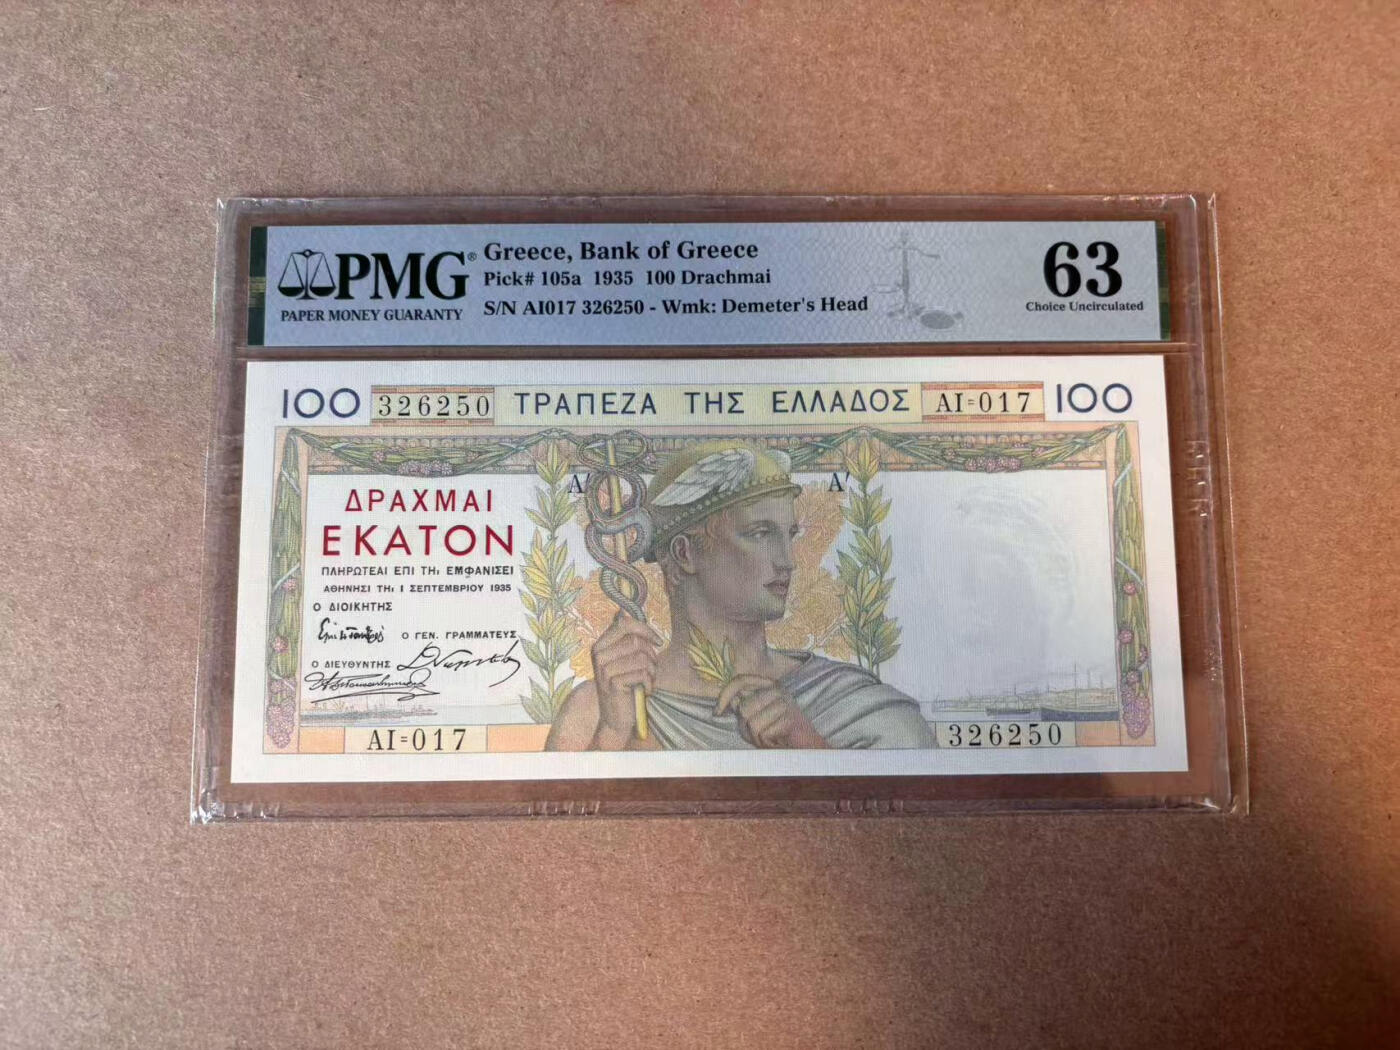 PMG®
PAPER MONEY GUARANTY
Greece, Bank of Greece
Pick# 105a 1935 100 Drachmai
S/N AI017 326250 - Wmk: Demeter's Head
63
Choice Uncirculated
100 326250 ΤΡΑΠΕΖΑ ΤΗΣ ΕΛΛΑΔΟΣ AI=017 100
Α′ Α′
ΔΡΑΧΜΑΙ
ΕΚΑΤΟΝ
ΠΛΗΡΩΤΕΑΙ ΕΠΙ ΤΗι ΕΜΦΑΝΙΣΕΙ
ΑΘΗΝΗΣΙ ΤΗι 1 ΣΕΠΤΕΜΒΡΙΟΥ 1935
Ο ΔΙΟΙΚΗΤΗΣ
Ο ΓΕΝ. ΓΡΑΜΜΑΤΕΥΣ
Ο ΔΙΕΥΘΥΝΤΗΣ
AI=017 326250